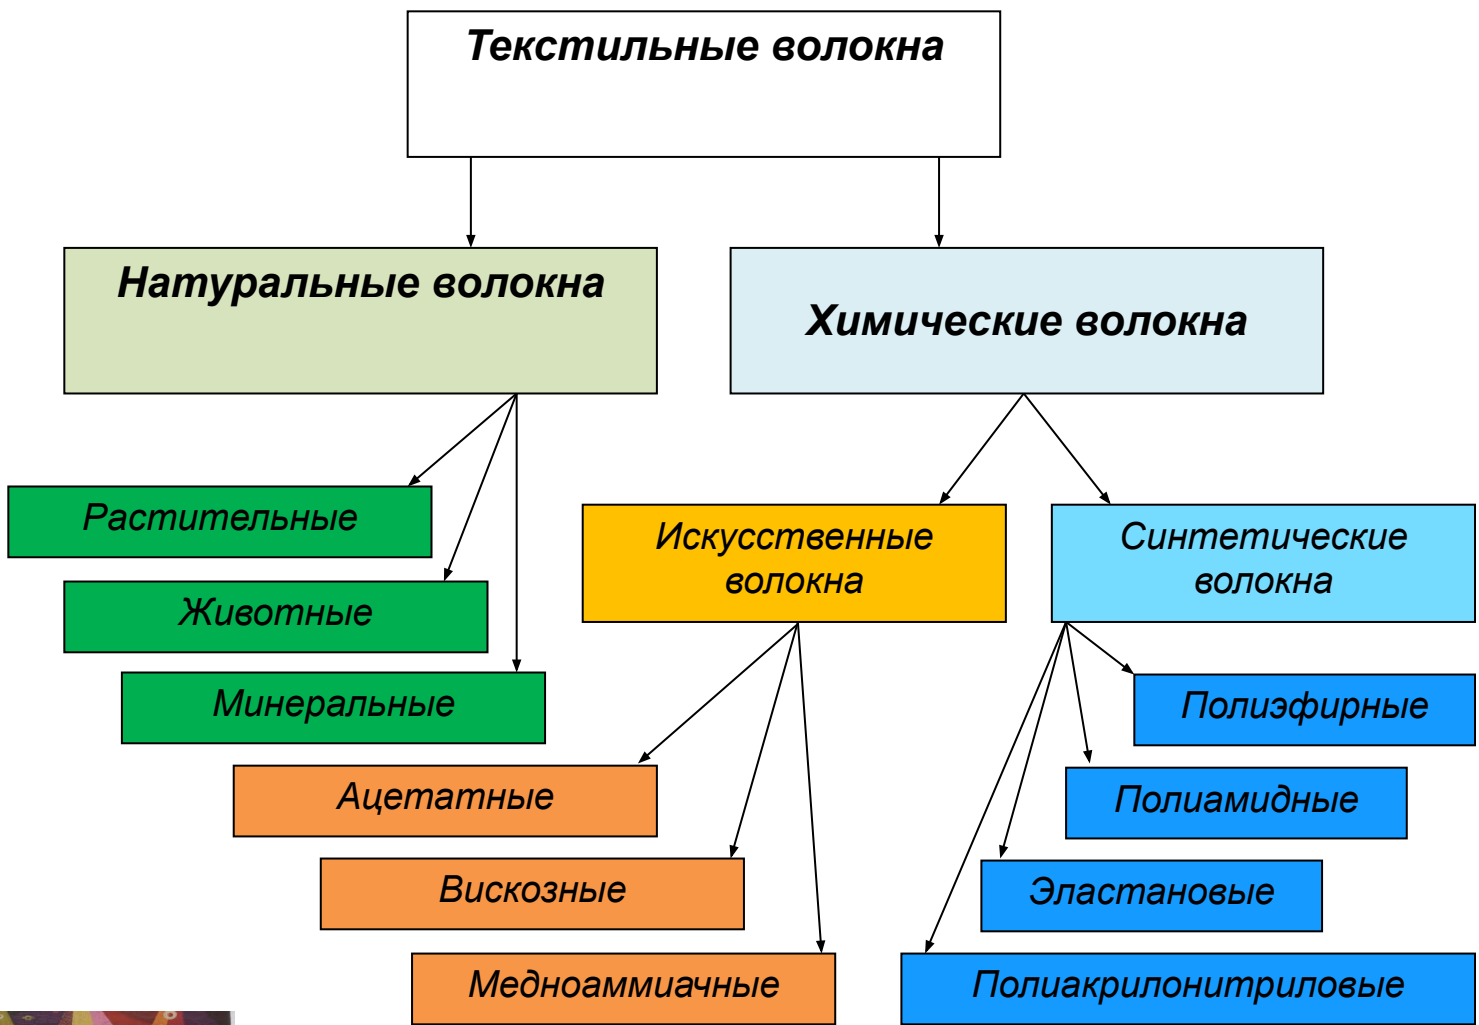 Текстильные волокна
Натуральные волокна
Химические волокна
Растительные
Животные
Минеральные
Искусственные
волокна
Синтетические
волокна
Ацетатные
Вискозные
Медноаммиачные
Полиэфирные
Полиамидные
Эластановые
Полиакрилонитриловые